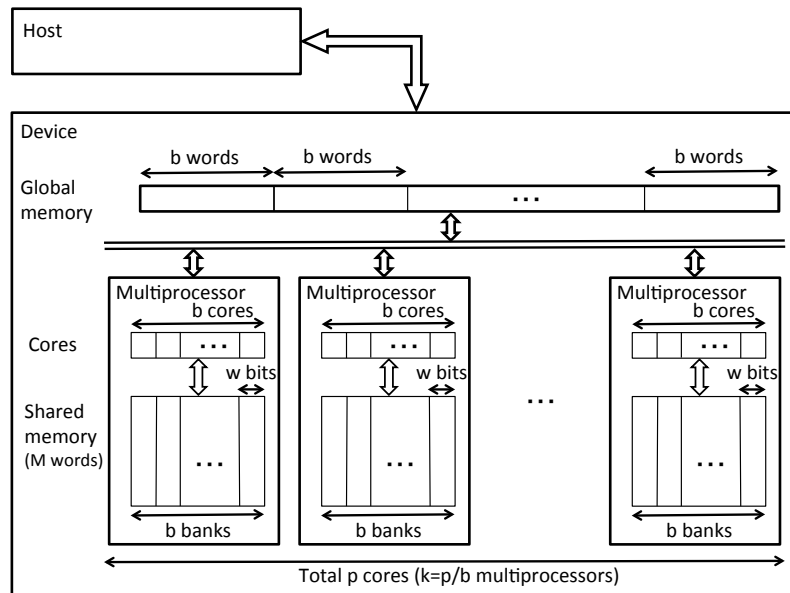 Host
Device
b words b words b words
Global
memory
...
Multiprocessor Multiprocessor Multiprocessor
b cores b cores b cores
Cores ... ... ...
w bits w bits w bits
Shared
memory
(M words)
... ... ... ...
b banks b banks b banks
Total p cores (k=p/b multiprocessors)